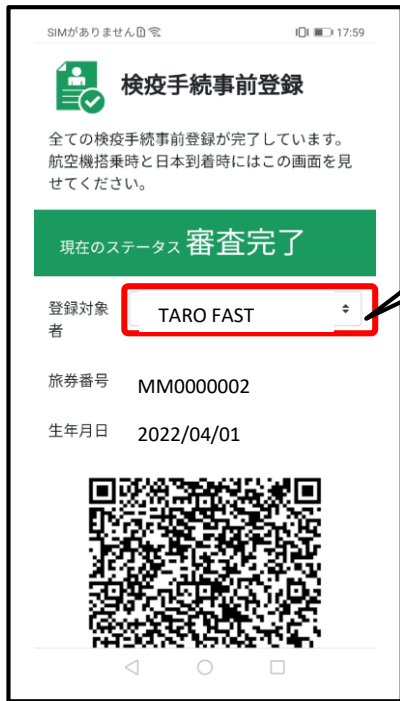 SIMがありません 17:59
検疫手続事前登録
全ての検疫手続事前登録が完了しています。
航空機搭乗時と日本到着時にはこの画面を見
せてください。
現在のステータス 審査完了
登録対象 TARO FAST
者
旅券番号 MM0000002
生年月日 2022/04/01